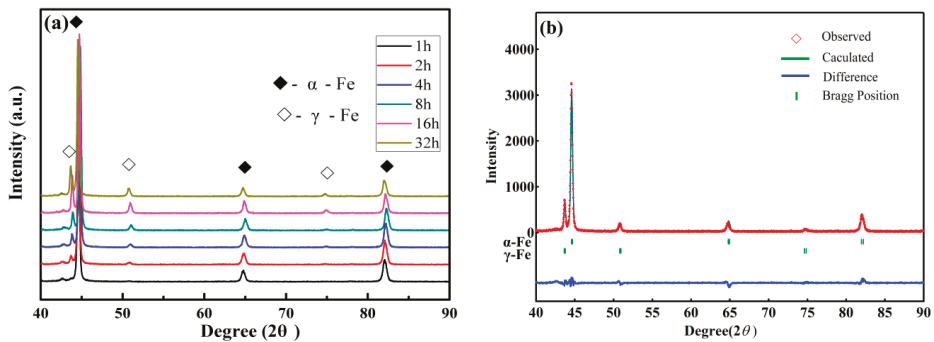 (a)
Intensity (a.u.)
◆- α - Fe
◇- γ - Fe
1h
2h
4h
8h
16h
32h
40 50 60 70 80 90
Degree (2θ)
(b)
Observed
Caculated
Difference
Bragg Position
Intensity
4000
3000
2000
1000
0
α-Fe
γ-Fe
40 45 50 55 60 65 70 75 80 85 90
Degree(2θ)